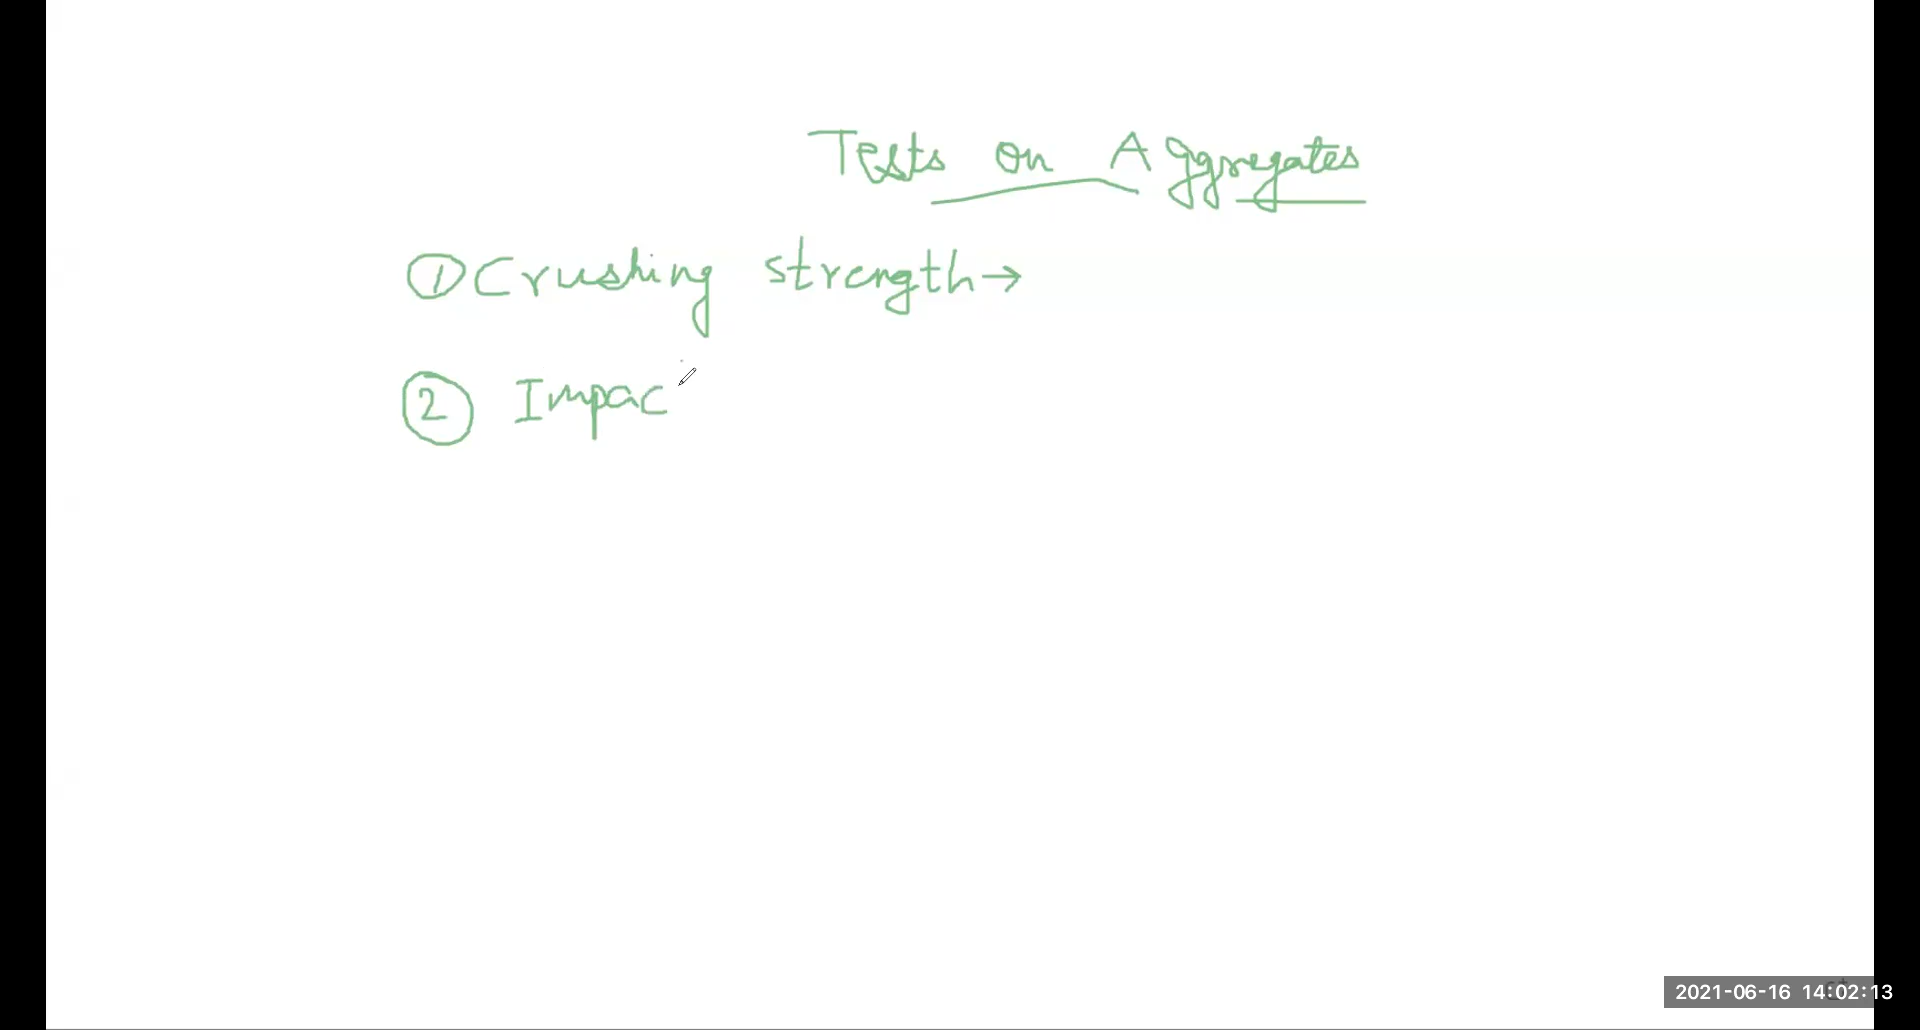 Tests on Aggregates
① Crushing strength →
② Impac
2021-06-16 14:02:13